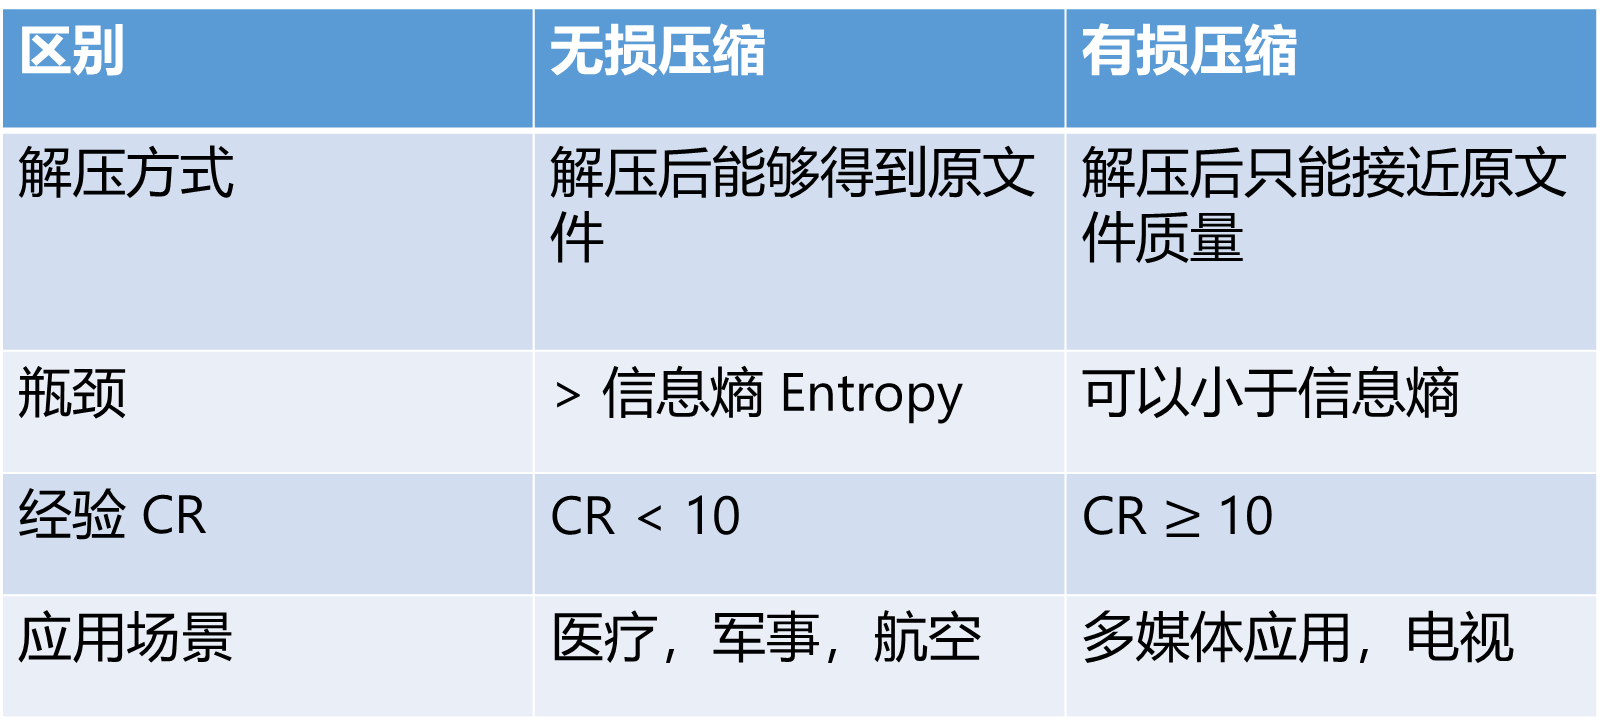 区别
无损压缩
有损压缩
解压方式
解压后能够得到原文
件
解压后只能接近原文
件质量
瓶颈
> 信息熵 Entropy
可以小于信息熵
经验 CR
CR < 10
CR ≥ 10
应用场景
医疗，军事，航空
多媒体应用，电视